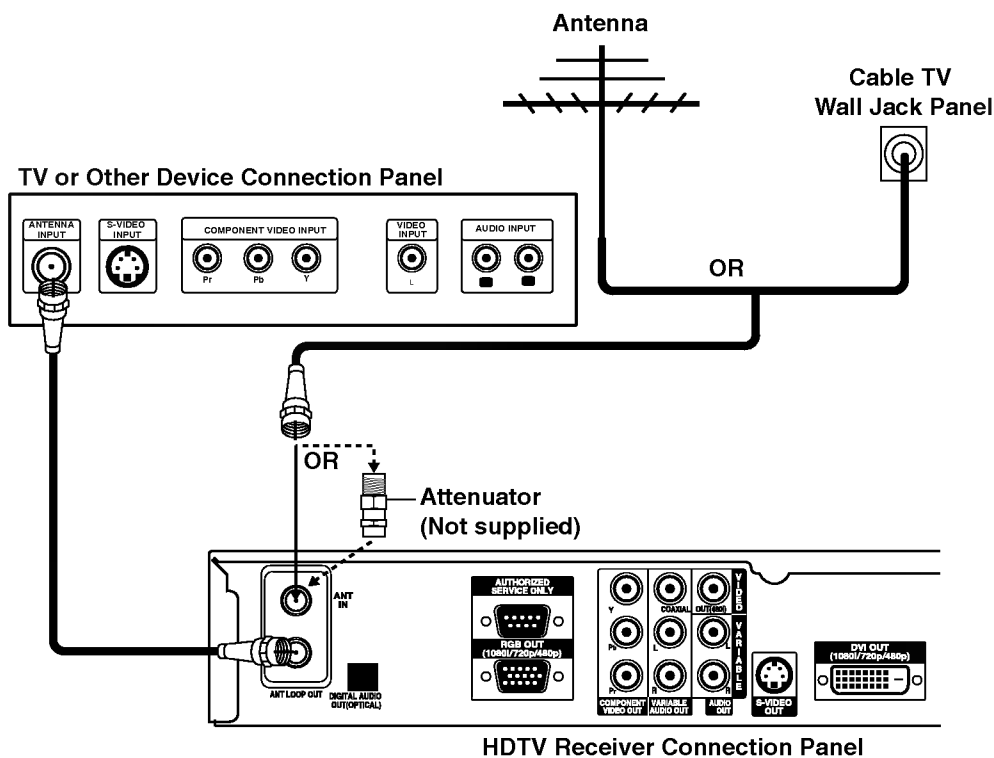 Antenna
Cable TV
Wall Jack Panel
TV or Other Device Connection Panel
ANTENNA
INPUT
S-VIDEO
INPUT
COMPONENT VIDEO INPUT
Pr
Pb
Y
VIDEO
INPUT
L
AUDIO INPUT
OR
OR
Attenuator
(Not supplied)
ANT
IN
ANT LOOP OUT
DIGITAL AUDIO
OUT(OPTICAL)
AUTHORIZED
SERVICE ONLY
RGB OUT
(1080i/720p/480p)
Y
COAXIAL
OUT(480i)
VIDEO
Pb
L
L
VARIABLE
Pr
R
R
COMPONENT
VIDEO OUT
VARIABLE
AUDIO OUT
AUDIO
OUT
S-VIDEO
OUT
DVI OUT
(1080i/720p/480p)
HDTV Receiver Connection Panel